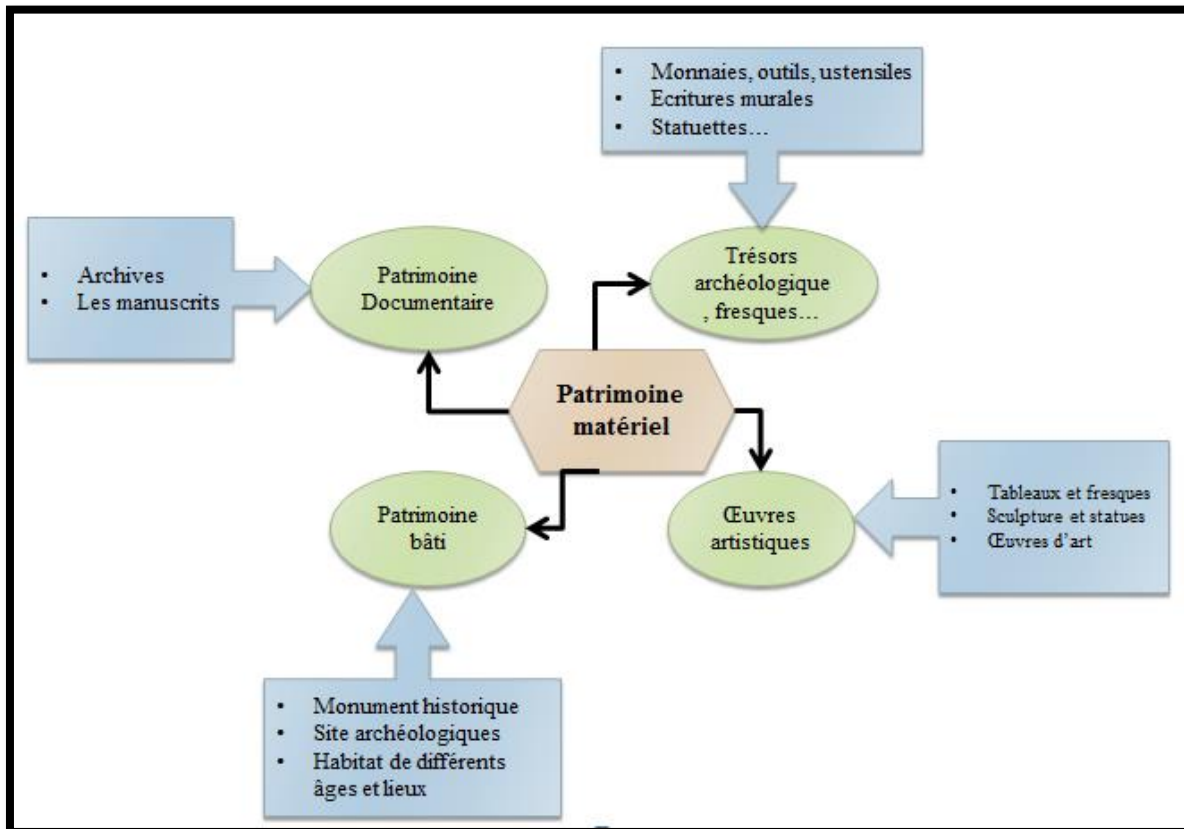 • Monnaies, outils, ustensiles
• Ecritures murales
• Statuettes…
• Archives
• Les manuscrits
Patrimoine
Documentaire
Trésors
archéologique
, fresques…
Patrimoine
matériel
Patrimoine
bâti
Œuvres
artistiques
• Tableaux et fresques
• Sculpture et statues
• Œuvres d’art
• Monument historique
• Site archéologiques
• Habitat de différents
âges et lieux